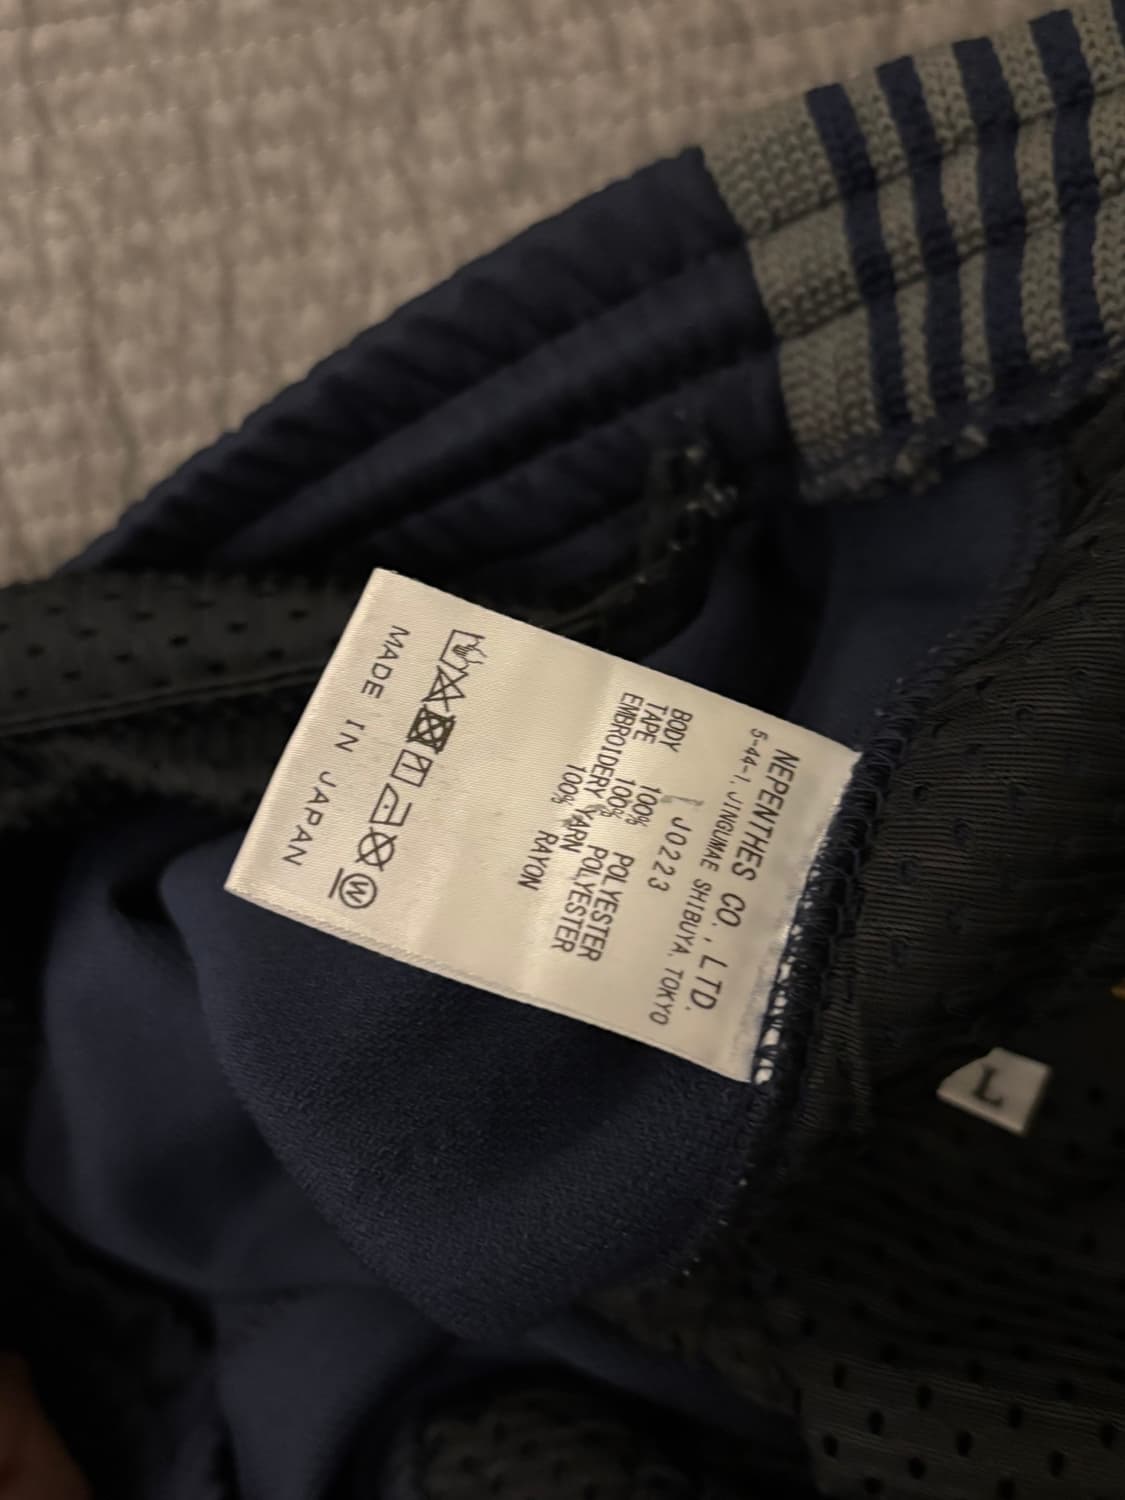 NEPENTHES CO., LTD.
5-44-1, JINGUMAE SHIBUYA. TOKYO
J0223
BODY 100% POLYESTER
TAPE 100% POLYESTER
EMBROIDERY YARN
100% RAYON
W
MADE IN JAPAN
L